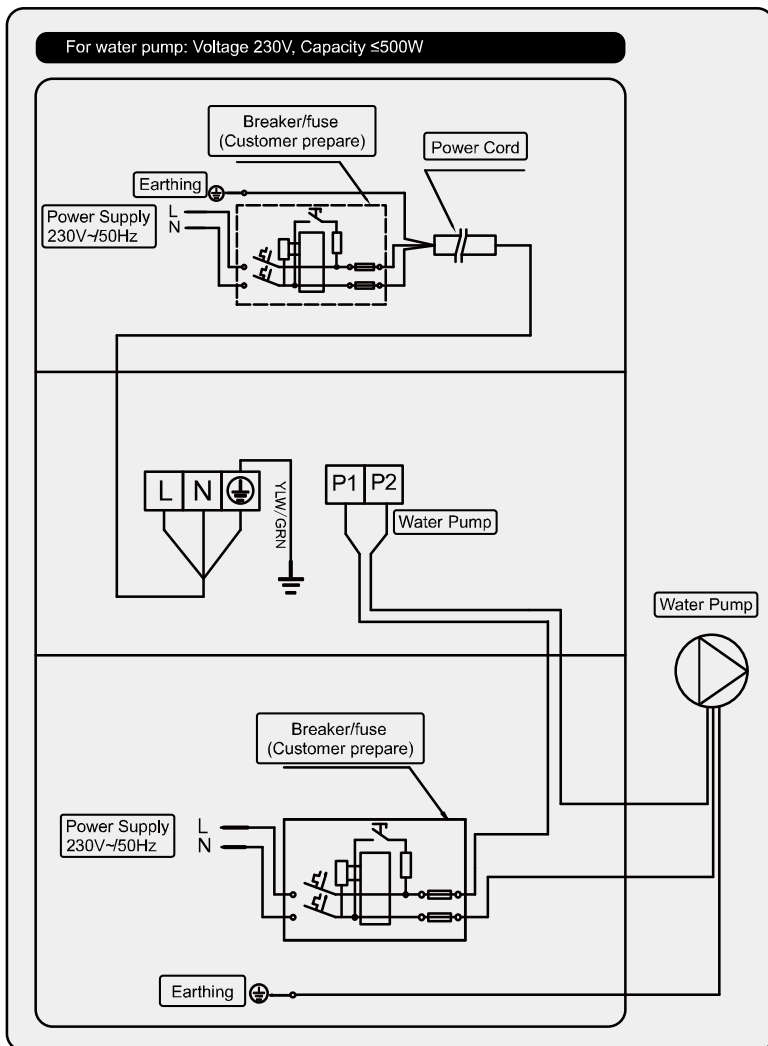 For water pump: Voltage 230V, Capacity ≤500W
Breaker/fuse
(Customer prepare)
Power Cord
Earthing
Power Supply
230V~/50Hz
L
N
L N
YLW/GRN
P1 P2
Water Pump
Water Pump
Breaker/fuse
(Customer prepare)
Power Supply
230V~/50Hz
L
N
Earthing